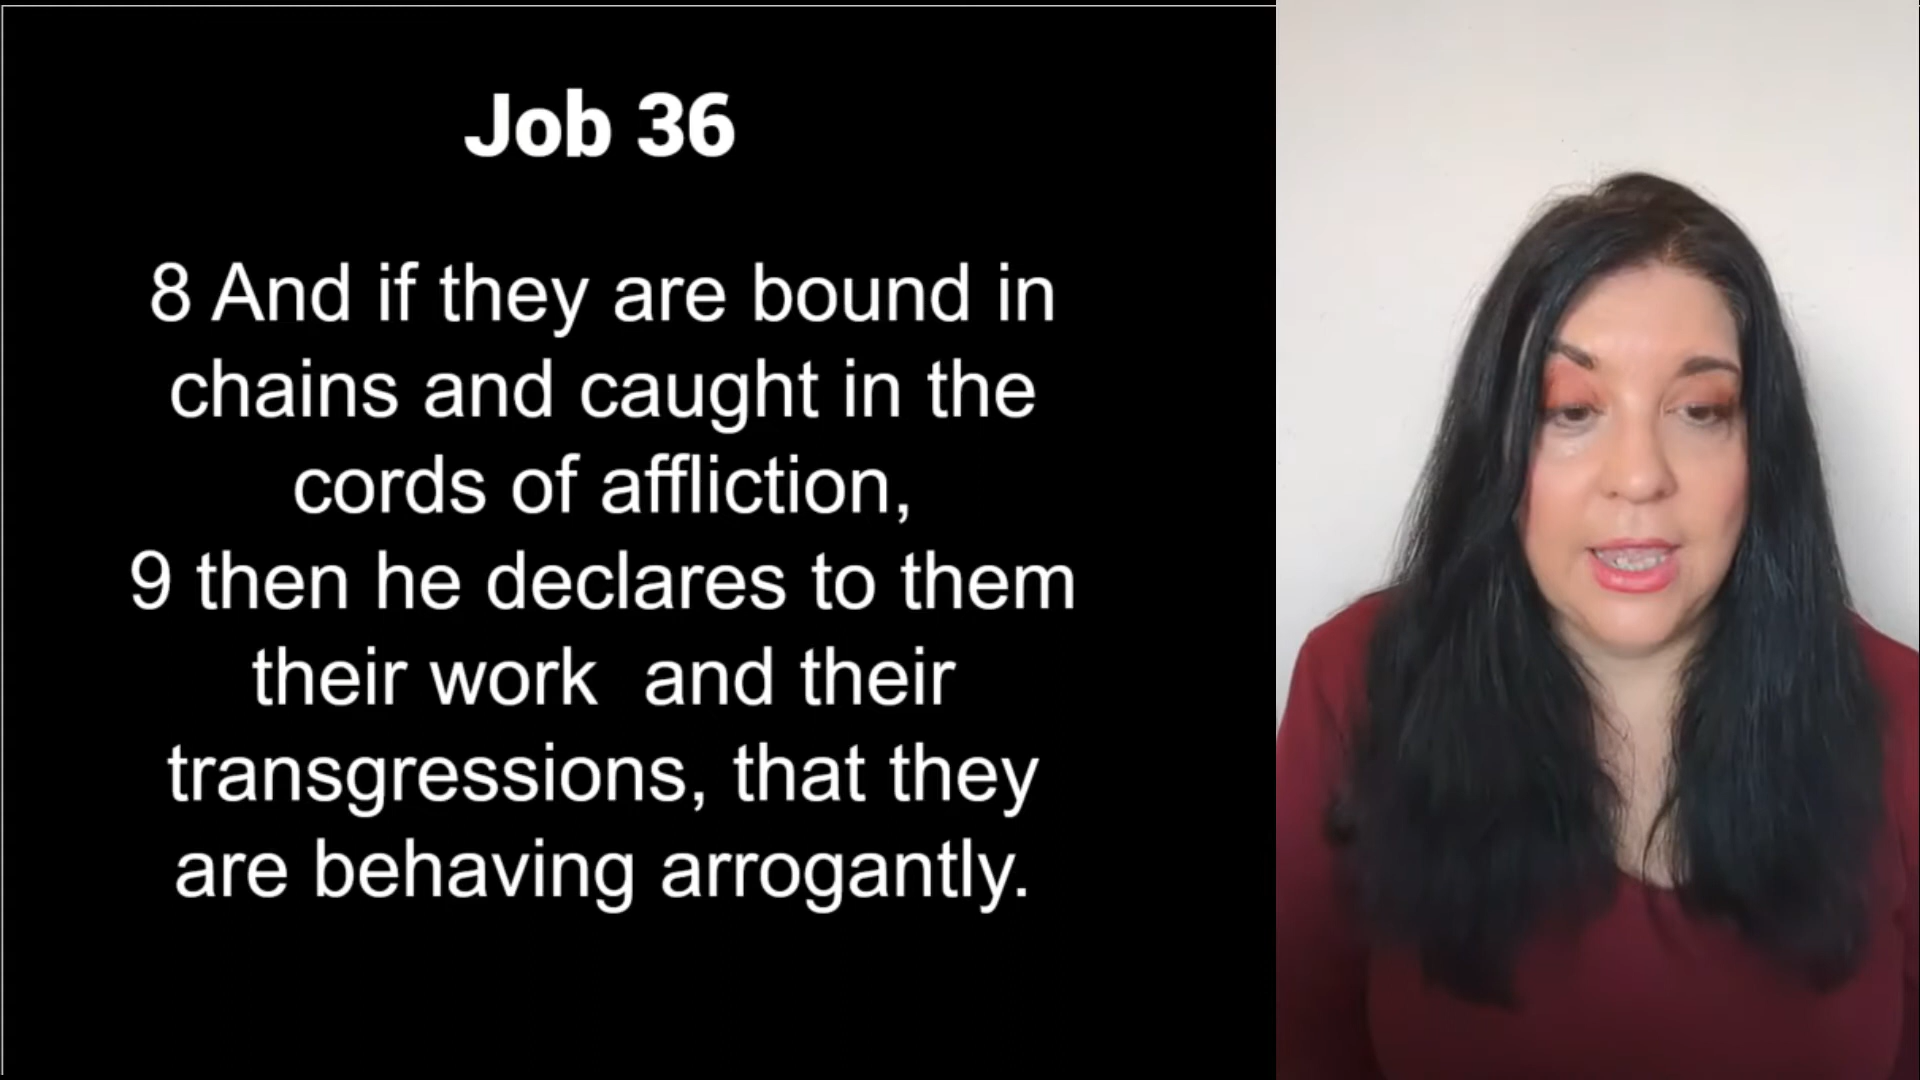 Job 36
8 And if they are bound in
chains and caught in the
cords of affliction,
9 then he declares to them
their work  and their
transgressions, that they
are behaving arrogantly.